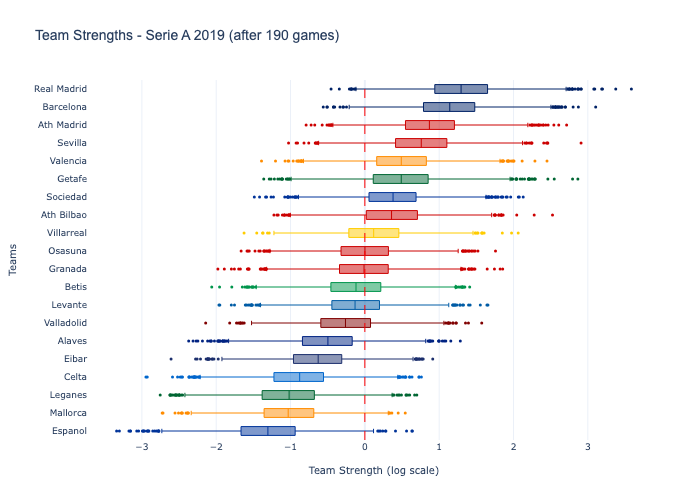 Team Strengths - Serie A 2019 (after 190 games)
Real Madrid
Barcelona
Ath Madrid
Sevilla
Valencia
Getafe
Sociedad
Ath Bilbao
Villarreal
Osasuna
Granada
Betis
Levante
Valladolid
Alaves
Eibar
Celta
Leganes
Mallorca
Espanol
Teams
−3 −2 −1 0 1 2 3
Team Strength (log scale)